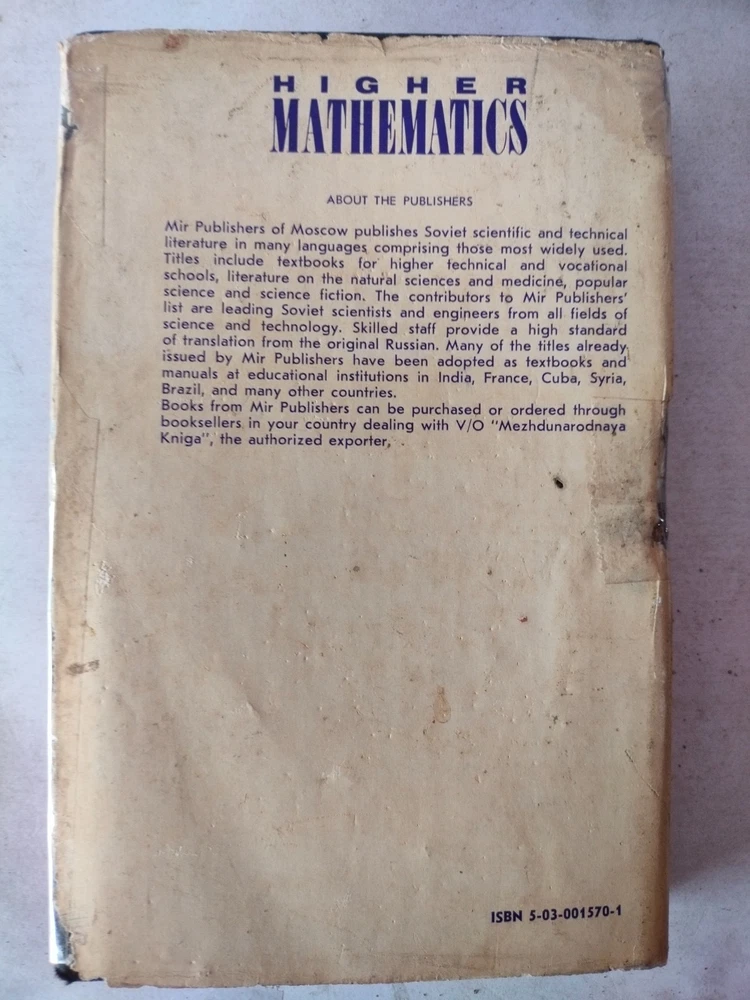 HIGHER
MATHEMATICS
ABOUT THE PUBLISHERS
Mir Publishers of Moscow publishes Soviet scientific and technical
literature in many languages comprising those most widely used.
Titles include textbooks for higher technical and vocational
schools, literature on the natural sciences and medicine, popular
science and science fiction. The contributors to Mir Publishers'
list are leading Soviet scientists and engineers from all fields of
science and technology. Skilled staff provide a high standard
of translation from the original Russian. Many of the titles already
issued by Mir Publishers have been adopted as textbooks and
manuals at educational institutions in India, France, Cuba, Syria,
Brazil, and many other countries.
Books from Mir Publishers can be purchased or ordered through
booksellers in your country dealing with V/O "Mezhdunarodnaya
Kniga", the authorized exporter.
ISBN 5-03-001570-1